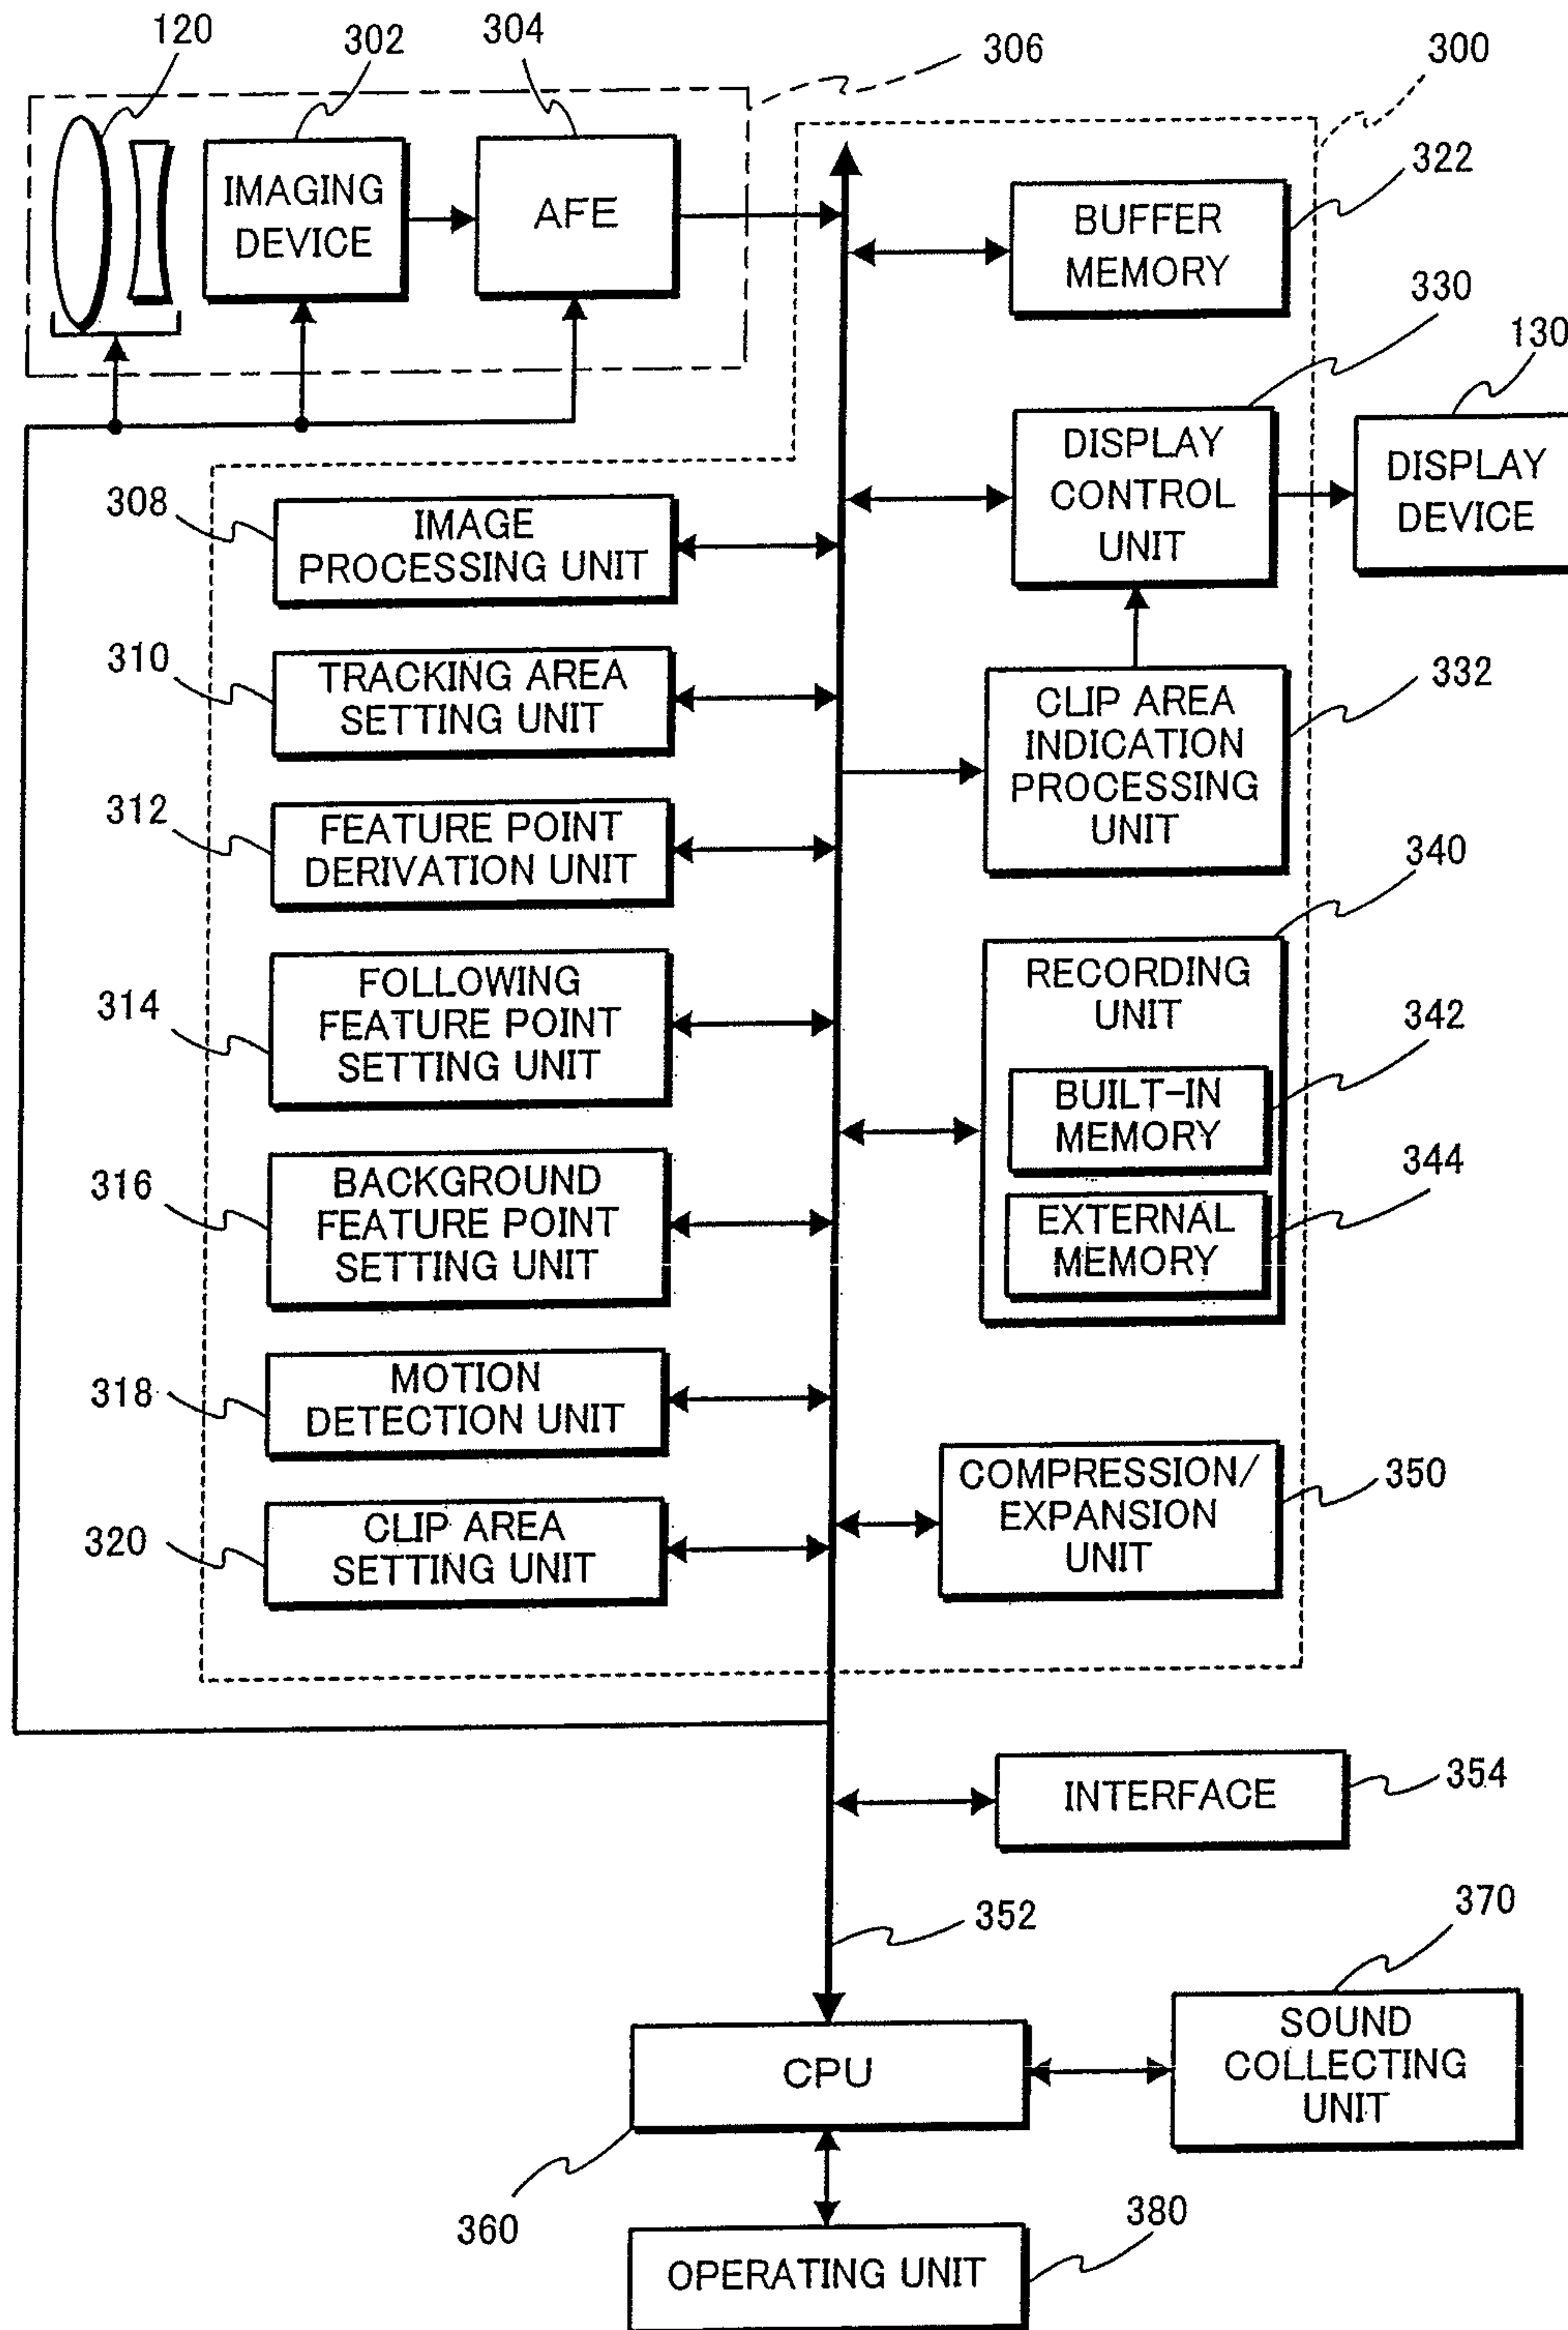 120
302
304
306
300
IMAGING
DEVICE
AFE
322
BUFFER
MEMORY
330
130
DISPLAY
CONTROL
UNIT
DISPLAY
DEVICE
308
IMAGE
PROCESSING UNIT
310
TRACKING AREA
SETTING UNIT
332
CLIP AREA
INDICATION
PROCESSING
UNIT
312
FEATURE POINT
DERIVATION UNIT
340
RECORDING
UNIT
314
FOLLOWING
FEATURE POINT
SETTING UNIT
342
BUILT-IN
MEMORY
316
BACKGROUND
FEATURE POINT
SETTING UNIT
344
EXTERNAL
MEMORY
318
MOTION
DETECTION UNIT
350
COMPRESSION/
EXPANSION
UNIT
320
CLIP AREA
SETTING UNIT
INTERFACE
354
352
370
CPU
SOUND
COLLECTING
UNIT
360
380
OPERATING UNIT